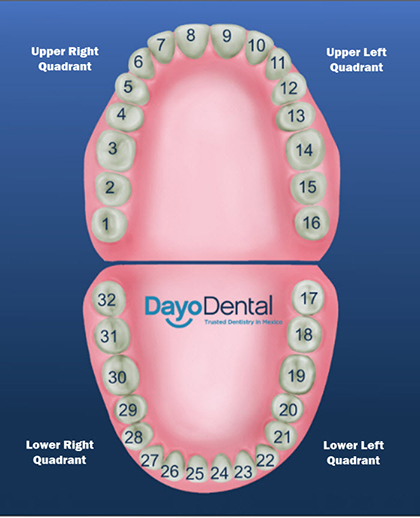 Upper Right
Quadrant
Upper Left
Quadrant
8 9
7 10
6 11
5 12
4 13
3 14
2 15
1 16
32 17
DayoDental
Trusted Dentistry in Mexico
31 18
30 19
29 20
28 21
27 22
26 25 24 23
Lower Right
Quadrant
Lower Left
Quadrant